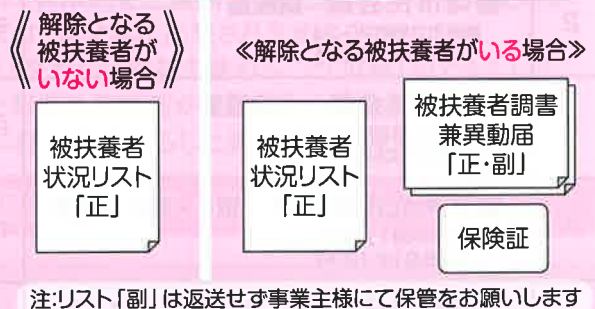 ≪解除となる
被扶養者が
いない場合≫
被扶養者
状況リスト
「正」
≪解除となる被扶養者がいる場合≫
被扶養者
状況リスト
「正」
被扶養者調書
兼異動届
「正・副」
保険証
注:リスト「副」は返送せず事業主様にて保管をお願いします